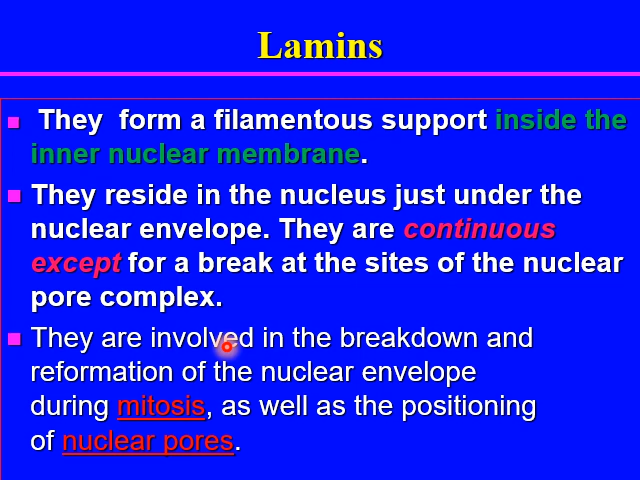 Lamins
They form a filamentous support inside the
inner nuclear membrane.
They reside in the nucleus just under the
nuclear envelope. They are continuous
except for a break at the sites of the nuclear
pore complex.
They are involved in the breakdown and
reformation of the nuclear envelope
during mitosis, as well as the positioning
of nuclear pores.